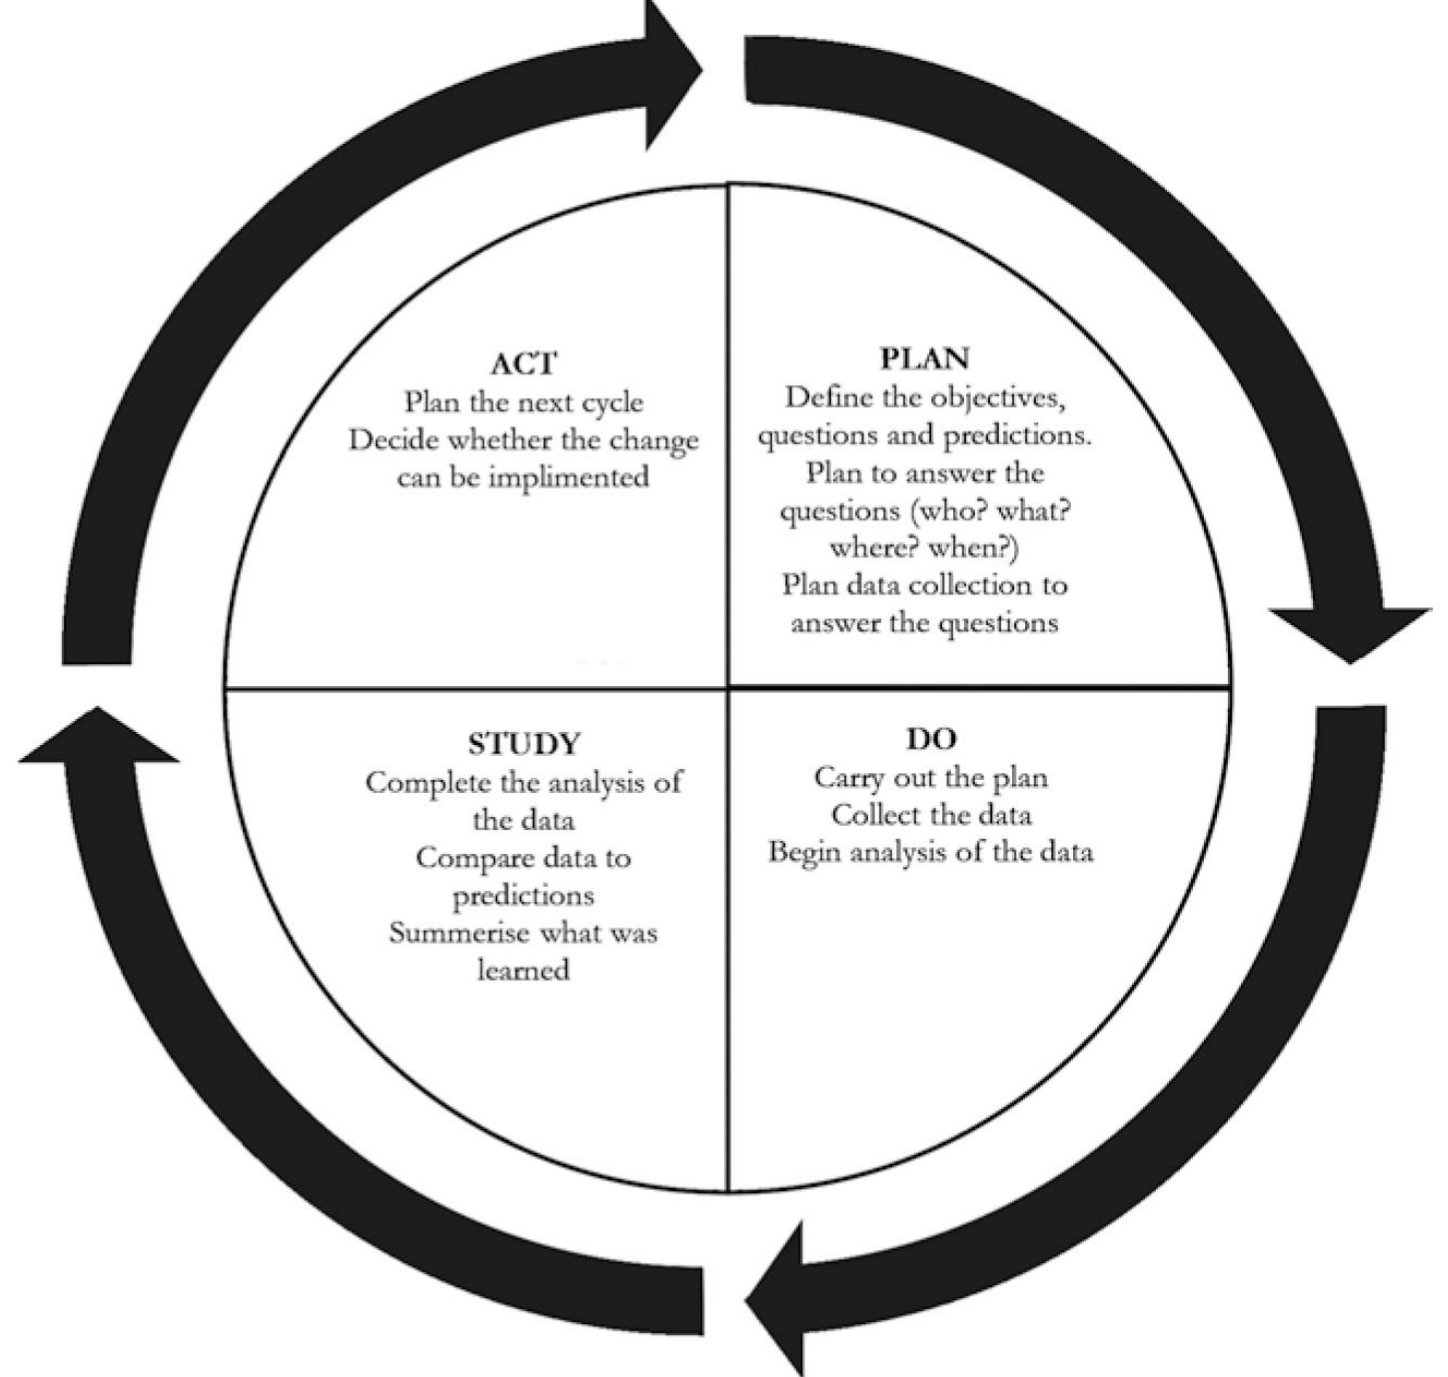 ACT
Plan the next cycle
Decide whether the change
can be implimented
PLAN
Define the objectives,
questions and predictions.
Plan to answer the
questions (who? what?
where? when?)
Plan data collection to
answer the questions
STUDY
Complete the analysis of
the data
Compare data to
predictions
Summerise what was
learned
DO
Carry out the plan
Collect the data
Begin analysis of the data